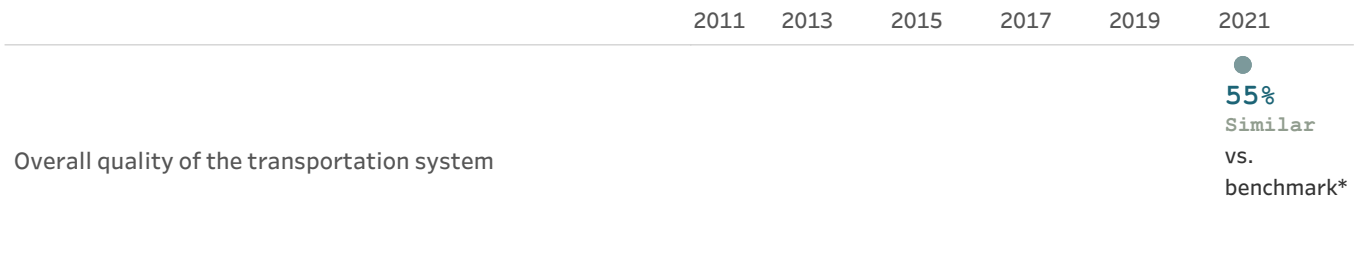 2011 2013 2015 2017 2019 2021
55%
Similar
Overall quality of the transportation system
vs.
benchmark*